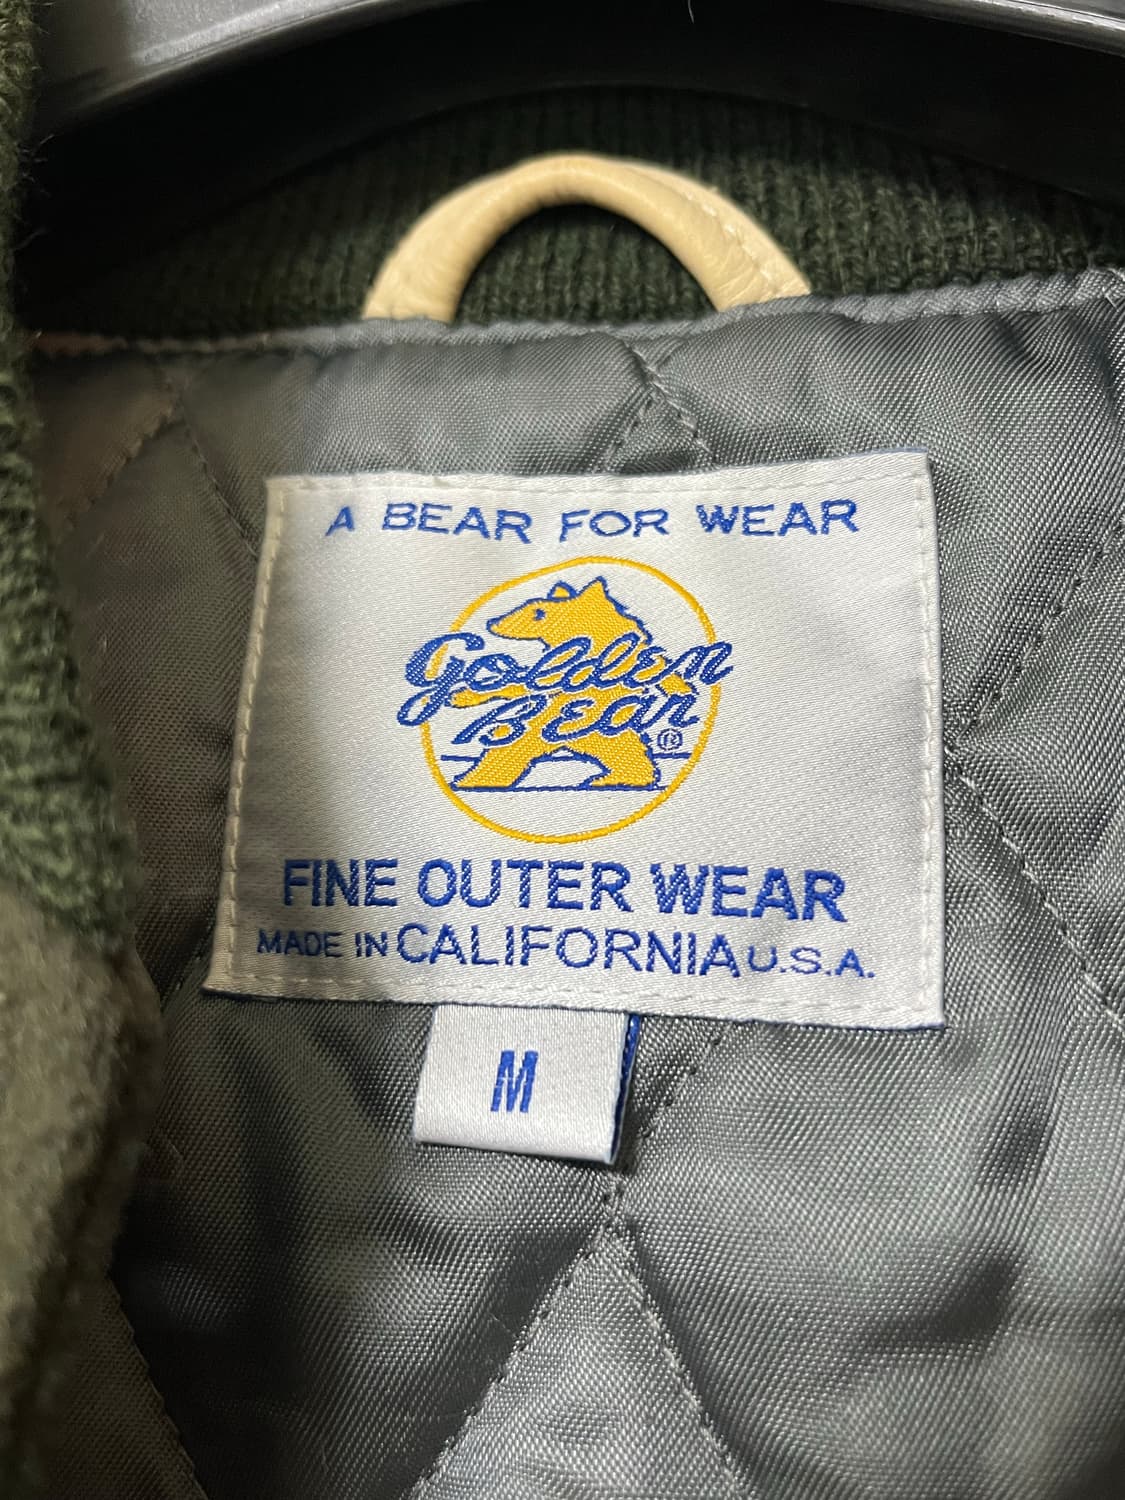 A BEAR FOR WEAR
Golden
Bear ®
FINE OUTER WEAR
MADE IN CALIFORNIA U.S.A.
M